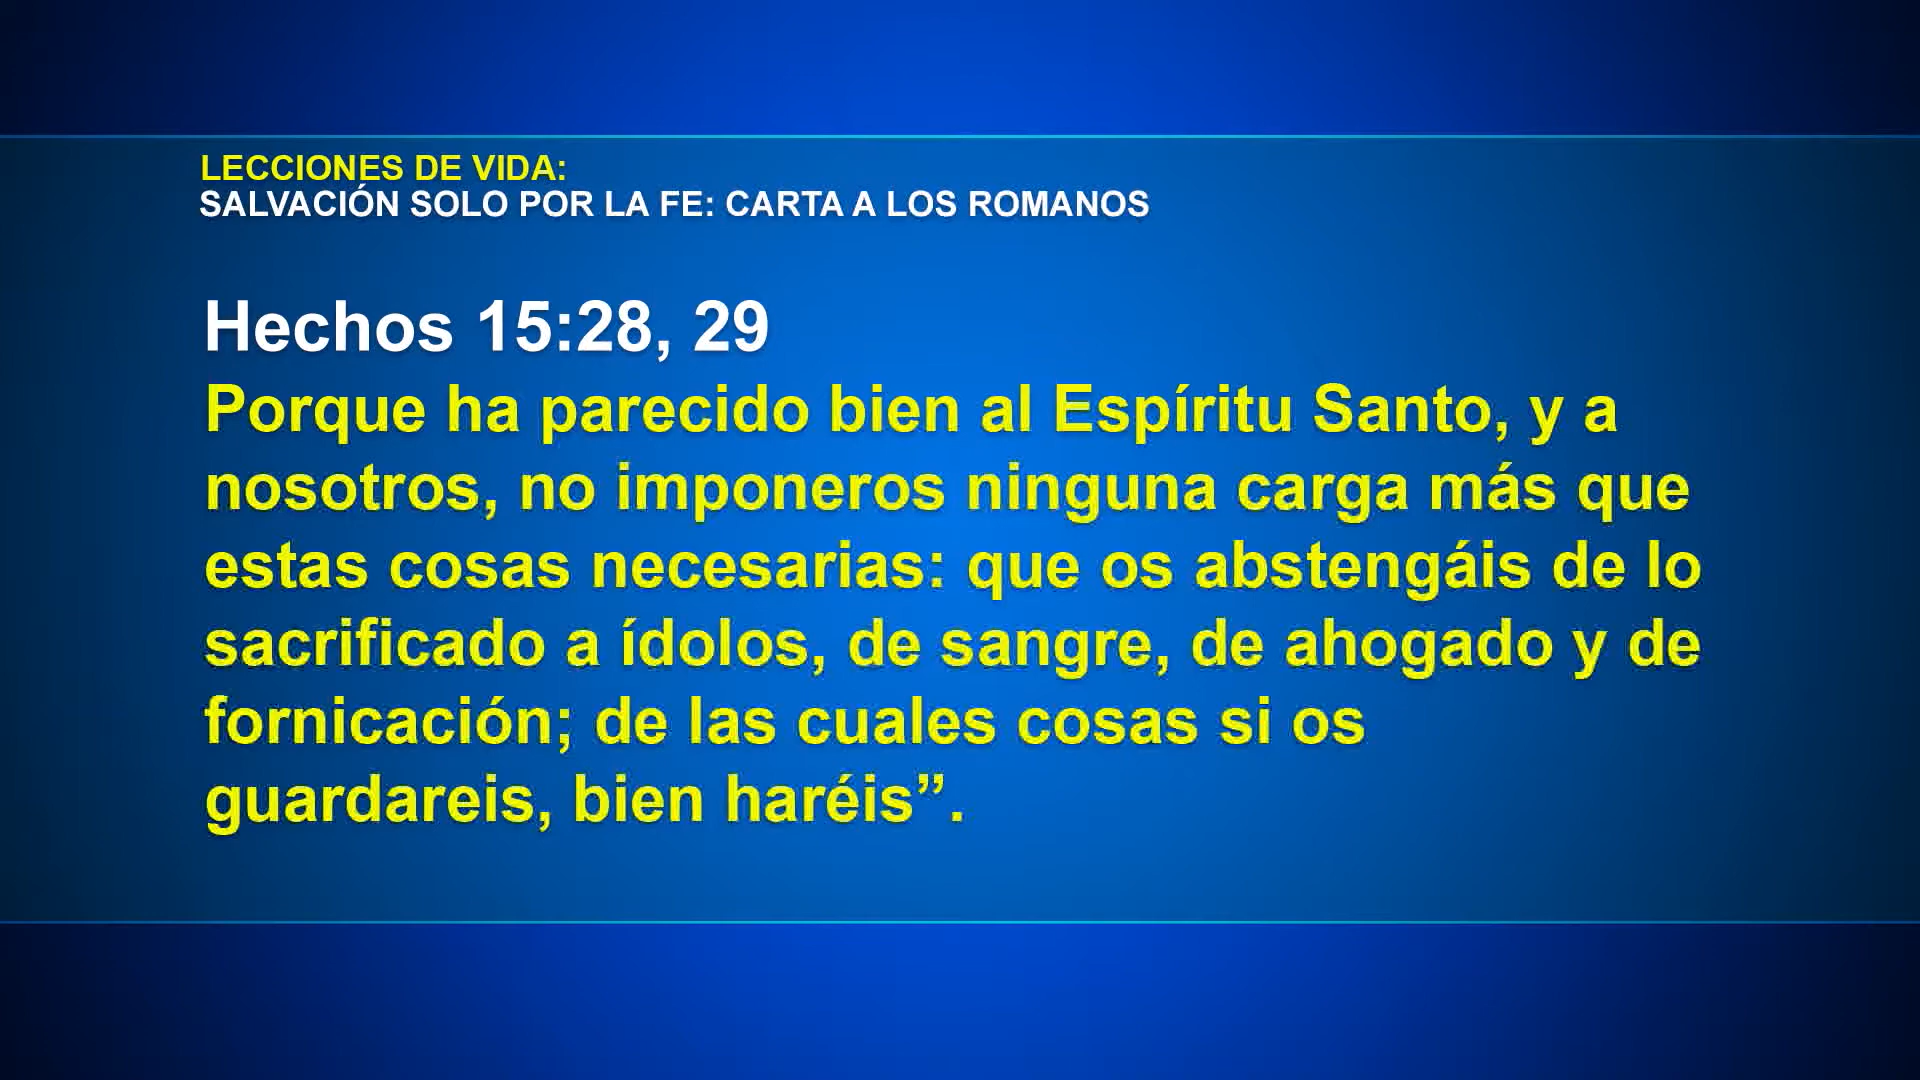 LECCIONES DE VIDA:
SALVACIÓN SOLO POR LA FE: CARTA A LOS ROMANOS
Hechos 15:28, 29
Porque ha parecido bien al Espíritu Santo, y a
nosotros, no imponeros ninguna carga más que
estas cosas necesarias: que os abstengáis de lo
sacrificado a ídolos, de sangre, de ahogado y de
fornicación; de las cuales cosas si os
guardareis, bien haréis”.